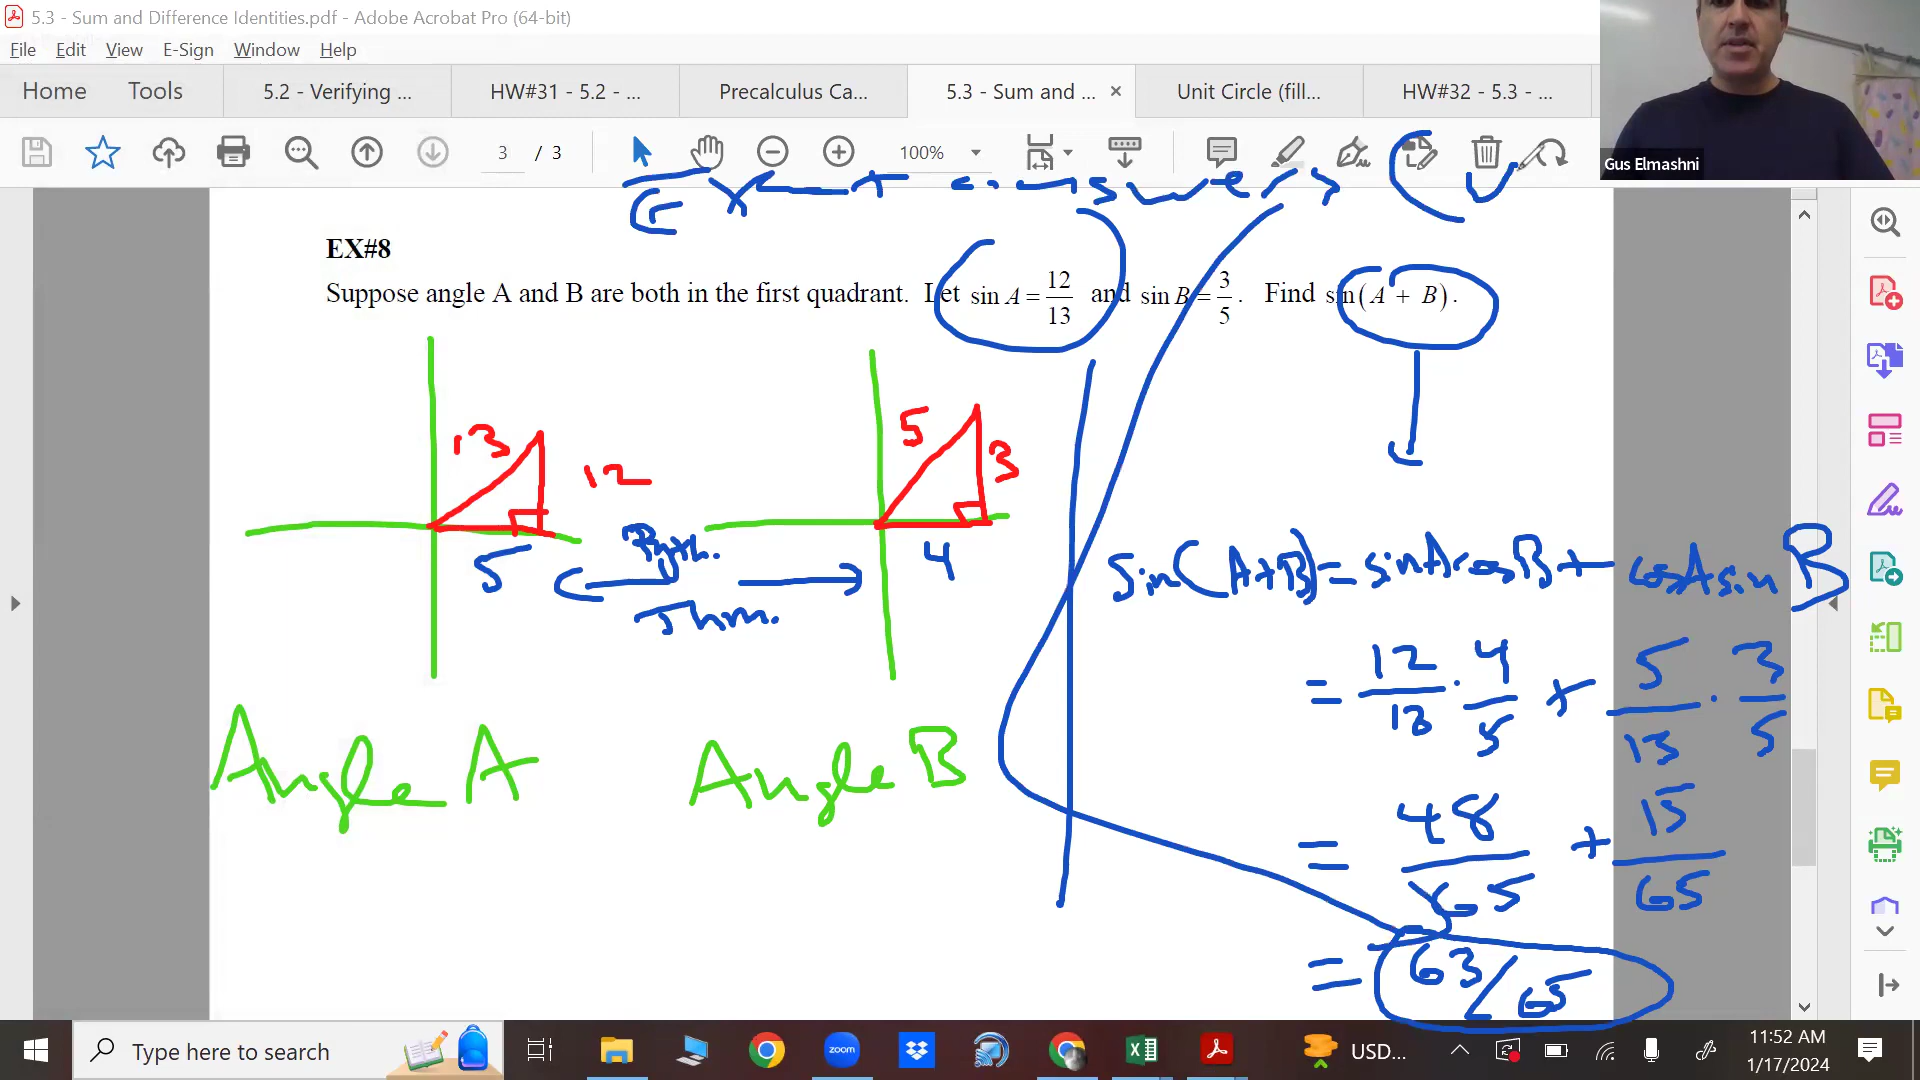 5.3 - Sum and Difference Identities.pdf - Adobe Acrobat Pro (64-bit)
File Edit View E-Sign Window Help
Home Tools 5.2 - Verifying ... HW#31 - 5.2 - ... Precalculus Ca... 5.3 - Sum and ... × Unit Circle (fill... HW#32 - 5.3 - ...
3 / 3 100%
Gus Elmashni
Exact answers
EX#8
Suppose angle A and B are both in the first quadrant. Let sin A = 12/13 and sin B = 3/5. Find sin(A + B).
13 12 5
5 3 4
Pyth.
Thm.
Angle A Angle B
Sin(A+B) = sinAcosB + cosAsinB
= 12/13 · 4/5 + 5/13 · 3/5
= 48/65 + 15/65
= 63/65
Type here to search
zoom
USD...
11:52 AM
1/17/2024